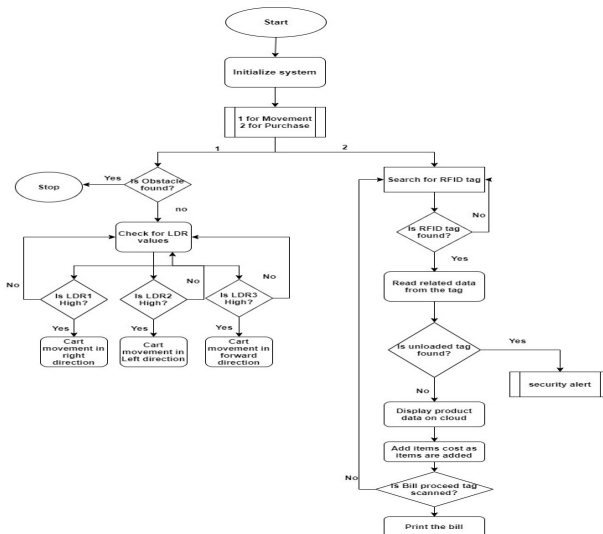 Start
Initialize system
1 for Movement
2 for Purchase
1
2
Stop
Yes
Is Obstacle
found?
no
Check for LDR
values
No
Is LDR1
High?
Is LDR2
High?
No
Is LDR3
High?
No
Yes
Yes
Yes
Cart
movement in
right
direction
Cart
movement in
Left direction
Cart
movement in
forward
direction
Search for RFID tag
Is RFID tag
found?
No
Yes
Read related data
from the tag
Is unloaded tag
found?
Yes
security alert
No
Display product
data on cloud
Add items cost as
items are added
No
Is Bill proceed tag
scanned?
Print the bill